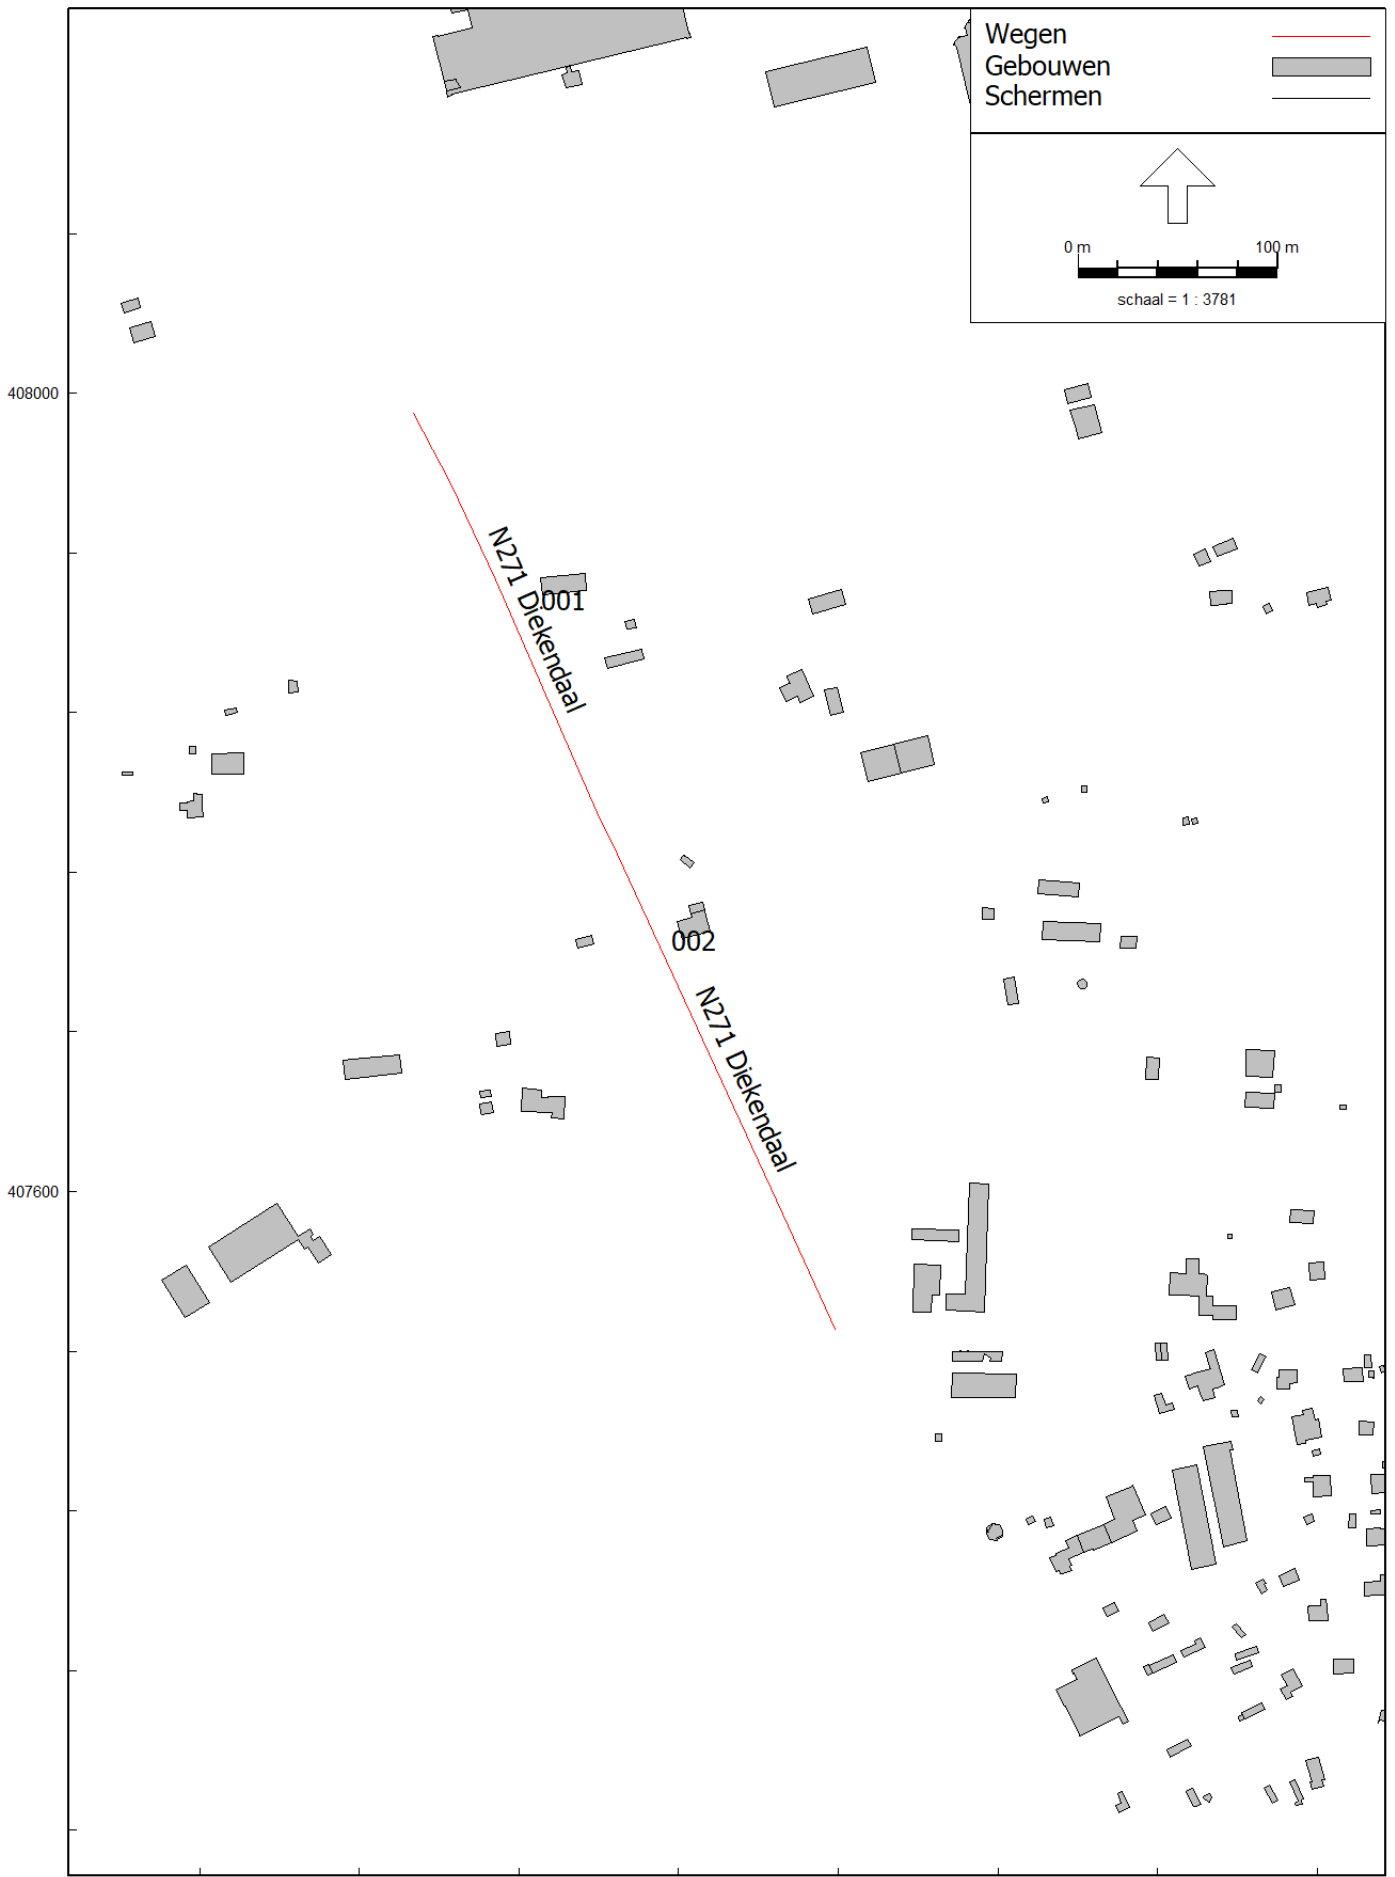 Wegen
Gebouwen
Schermen
0 m 100 m
schaal = 1 : 3781
408000
N271 Diekendaal
001
002
N271 Diekendaal
407600